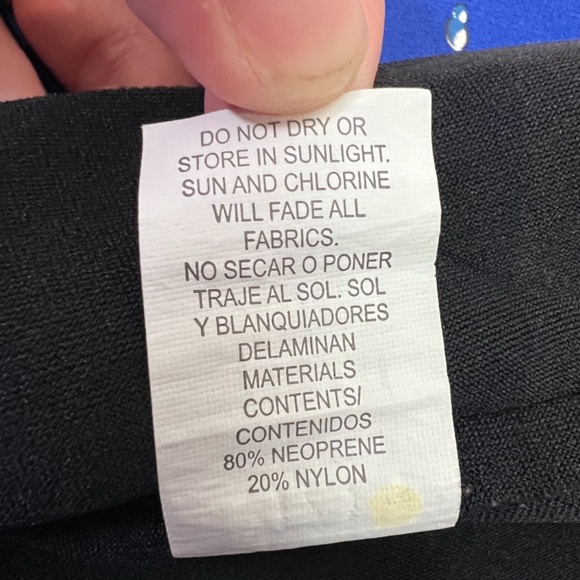 DO NOT DRY OR
STORE IN SUNLIGHT.
SUN AND CHLORINE
WILL FADE ALL
FABRICS.
NO SECAR O PONER
TRAJE AL SOL. SOL
Y BLANQUIADORES
DELAMINAN
MATERIALS
CONTENTS/
CONTENIDOS
80% NEOPRENE
20% NYLON